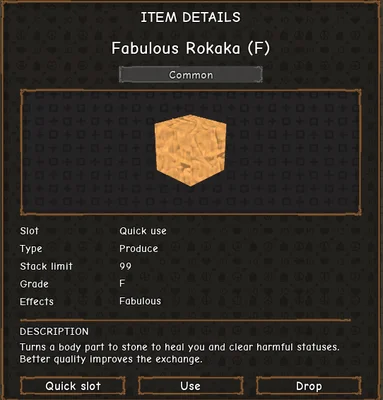 ITEM DETAILS
Fabulous Rokaka (F)
Common
Slot Quick use
Type Produce
Stack limit 99
Grade F
Effects Fabulous
DESCRIPTION
Turns a body part to stone to heal you and clear harmful statuses.
Better quality improves the exchange.
Quick slot Use Drop